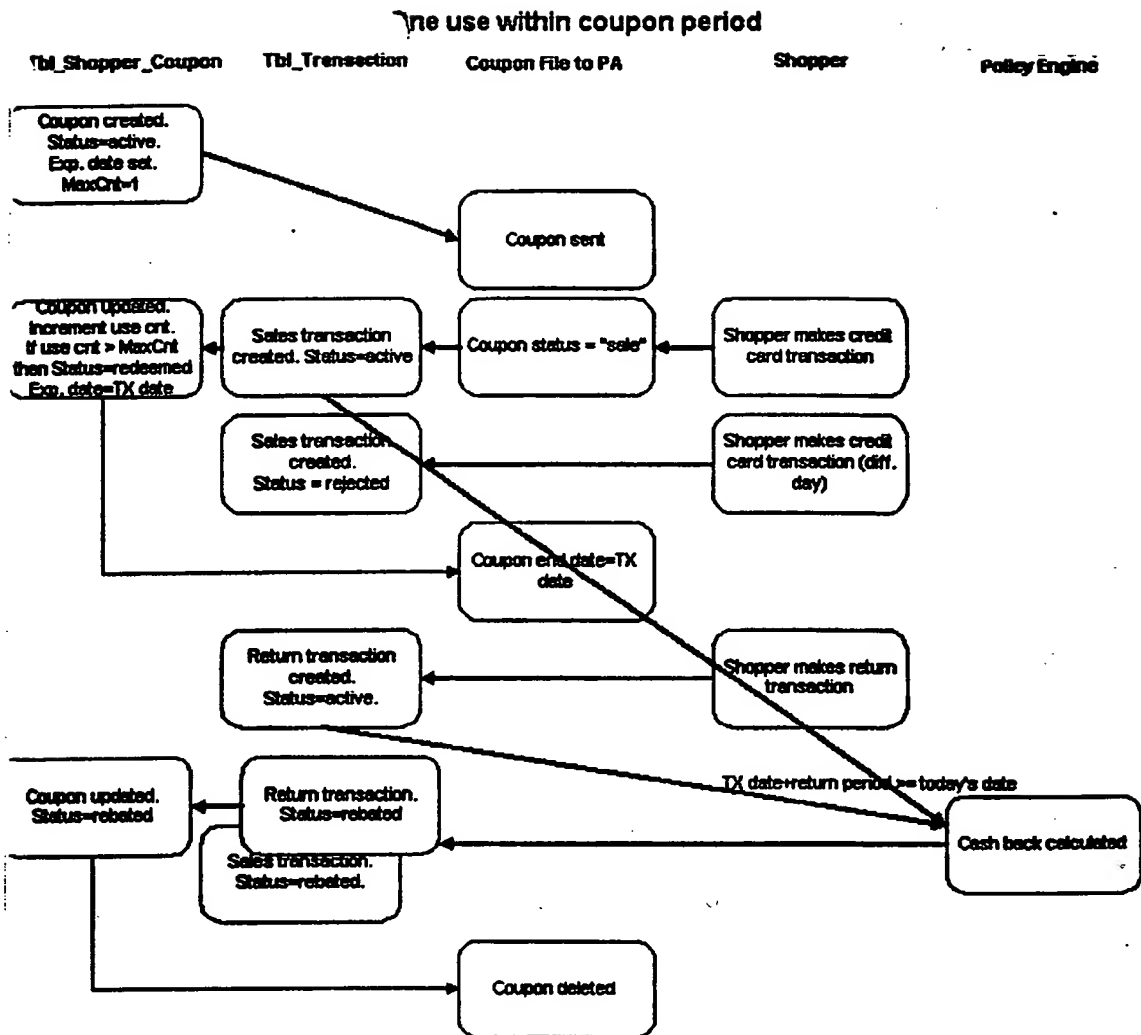 ne use within coupon period
Tbl_Shopper_Coupon
Tbl_Transection
Coupon File to PA
Shopper
Policy Engine
Coupon created.
Status=active.
Exp. date set.
MaxCnt=1
Coupon sent
Coupon updated.
Increment use cnt.
If use cnt > MaxCnt
then Status=redeemed
Exp. date=TX date
Sales transaction
created. Status=active
Coupon status = "sale"
Shopper makes credit
card transaction
Sales transaction
created.
Status = rejected
Shopper makes credit
card transaction (diff.
day)
Coupon end date=TX
date
Return transaction
created.
Status=active.
Shopper makes return
transaction
TX date+return period >= today's date
Coupon updated.
Status=rebated
Return transaction.
Status=rebated
Cash back calculated
Sales transaction.
Status=rebated.
Coupon deleted